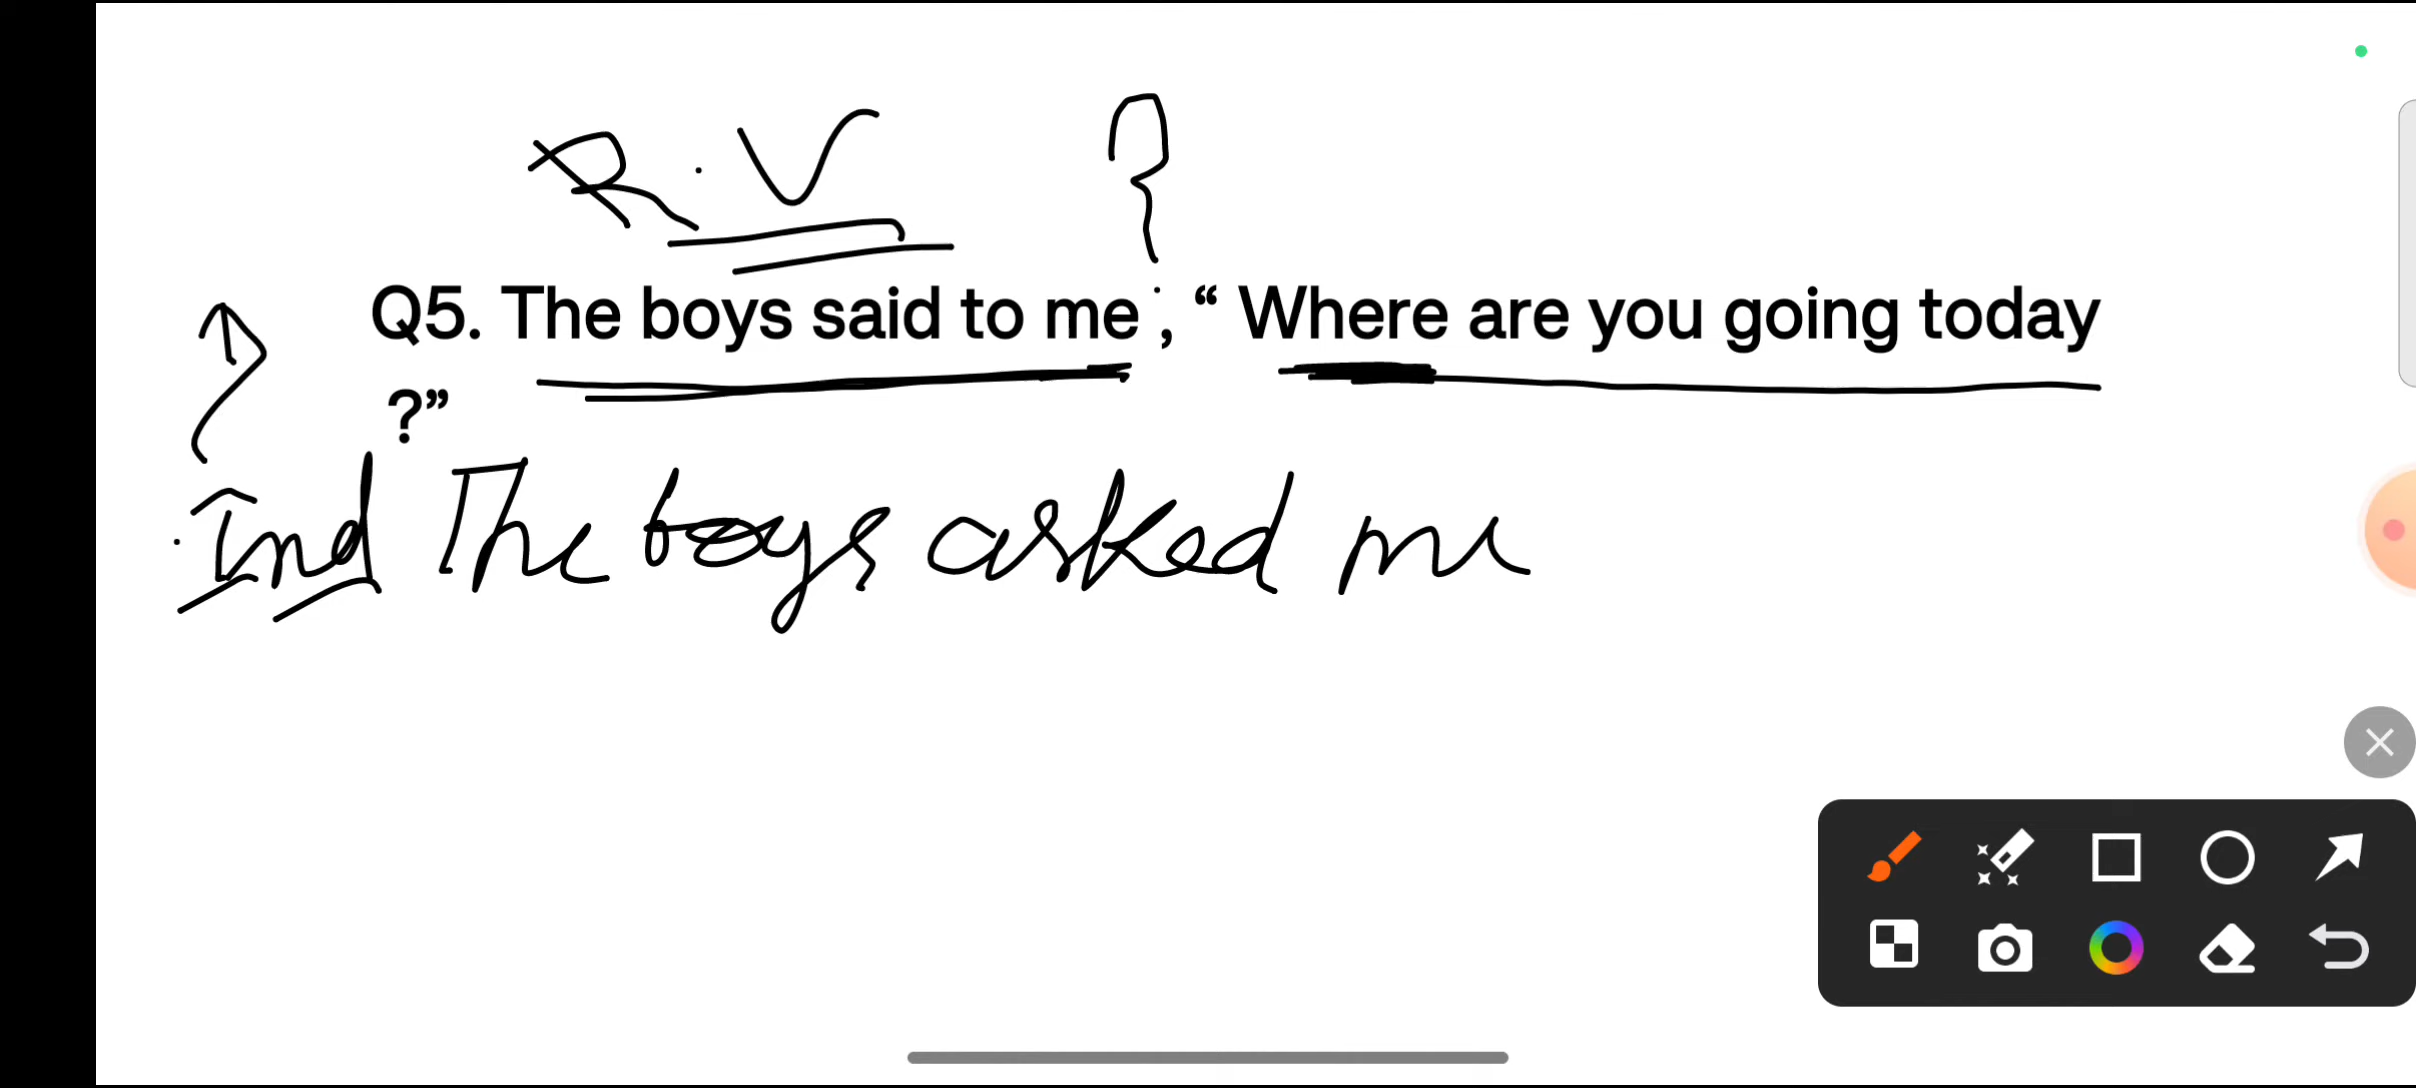 R.V ?
Q5. The boys said to me ; “ Where are you going today
?”
Ind The boys asked me